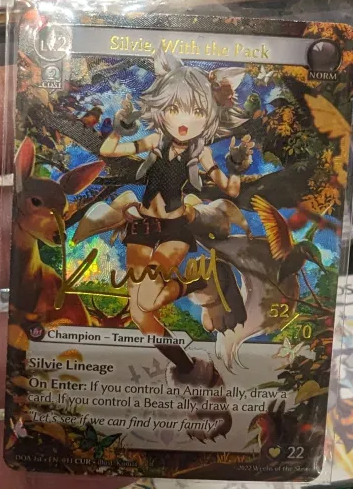 LV2
Silvie, With the Pack
NORM
52/70
Champion – Tamer Human
Silvie Lineage
On Enter: If you control an Animal ally, draw a
card. If you control a Beast ally, draw a card.
"Let's see if we can find your family!"
22